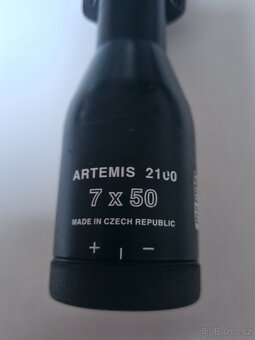 ARTEMIS 2100
7 x 50
MADE IN CZECH REPUBLIC
+ | −
Bazoš.cz